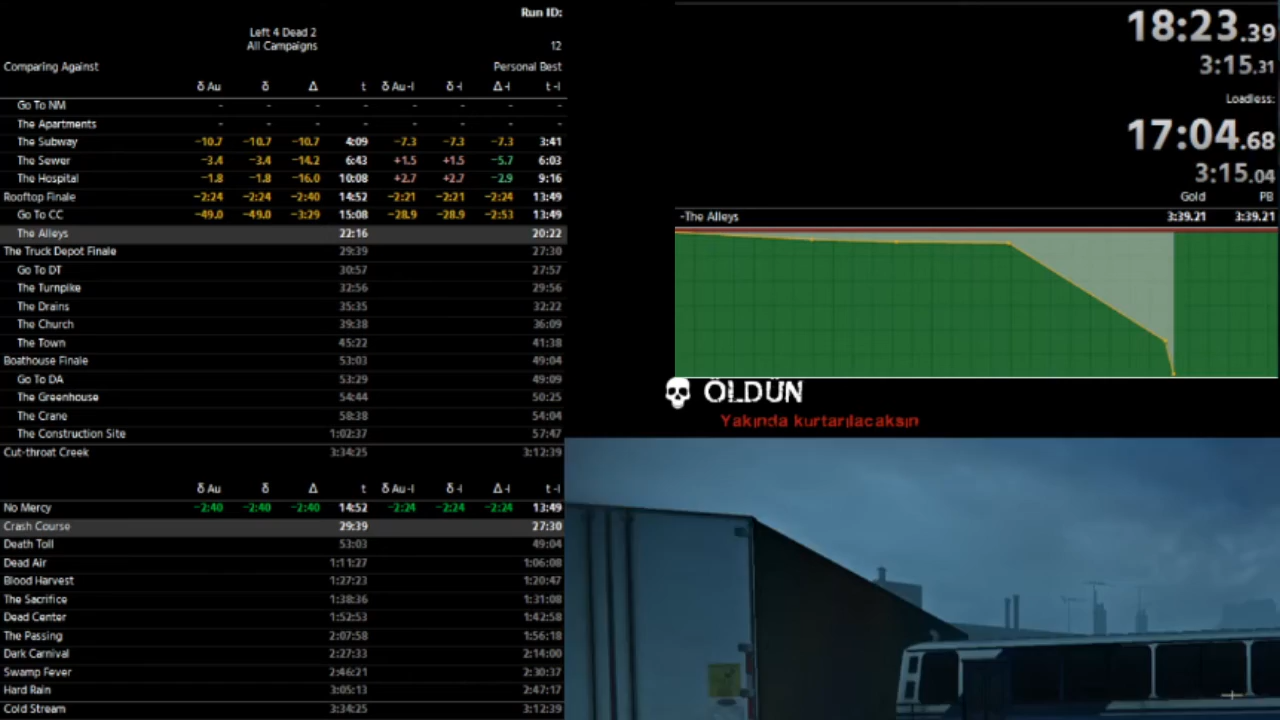 Run ID:
Left 4 Dead 2
All Campaigns 12
Comparing Against Personal Best
δ Au δ Δ t δ Au-l δ -l Δ -l t -l
Go To NM - - - - - - - -
The Apartments - - - - - - - -
The Subway −10.7 −10.7 −10.7 4:09 −7.3 −7.3 −7.3 3:41
The Sewer −3.4 −3.4 −14.2 6:43 +1.5 +1.5 −5.7 6:03
The Hospital −1.8 −1.8 −16.0 10:08 +2.7 +2.7 −2.9 9:16
Rooftop Finale −2:24 −2:24 −2:40 14:52 −2:21 −2:21 −2:24 13:49
Go To CC −49.0 −49.0 −3:29 15:08 −28.9 −28.9 −2:53 13:49
The Alleys 22:16 20:22
The Truck Depot Finale 29:39 27:30
Go To DT 30:57 27:57
The Turnpike 32:56 29:56
The Drains 35:35 32:22
The Church 39:38 36:09
The Town 45:22 41:38
Boathouse Finale 53:03 49:04
Go To DA 53:29 49:09
The Greenhouse 54:44 50:25
The Crane 58:38 54:04
The Construction Site 1:02:37 57:47
Cut-throat Creek 3:34:25 3:12:39
δ Au δ Δ t δ Au-l δ -l Δ -l t -l
No Mercy −2:40 −2:40 −2:40 14:52 −2:24 −2:24 −2:24 13:49
Crash Course 29:39 27:30
Death Toll 53:03 49:04
Dead Air 1:11:27 1:06:08
Blood Harvest 1:27:23 1:20:47
The Sacrifice 1:38:36 1:31:08
Dead Center 1:52:53 1:42:58
The Passing 2:07:58 1:56:18
Dark Carnival 2:27:33 2:14:00
Swamp Fever 2:46:21 2:30:37
Hard Rain 3:05:13 2:47:17
Cold Stream 3:34:25 3:12:39
18:23.39
3:15.31
Loadless:
17:04.68
3:15.04
Gold PB
-The Alleys 3:39.21 3:39.21
ÖLDÜN
Yakında kurtarılacaksın